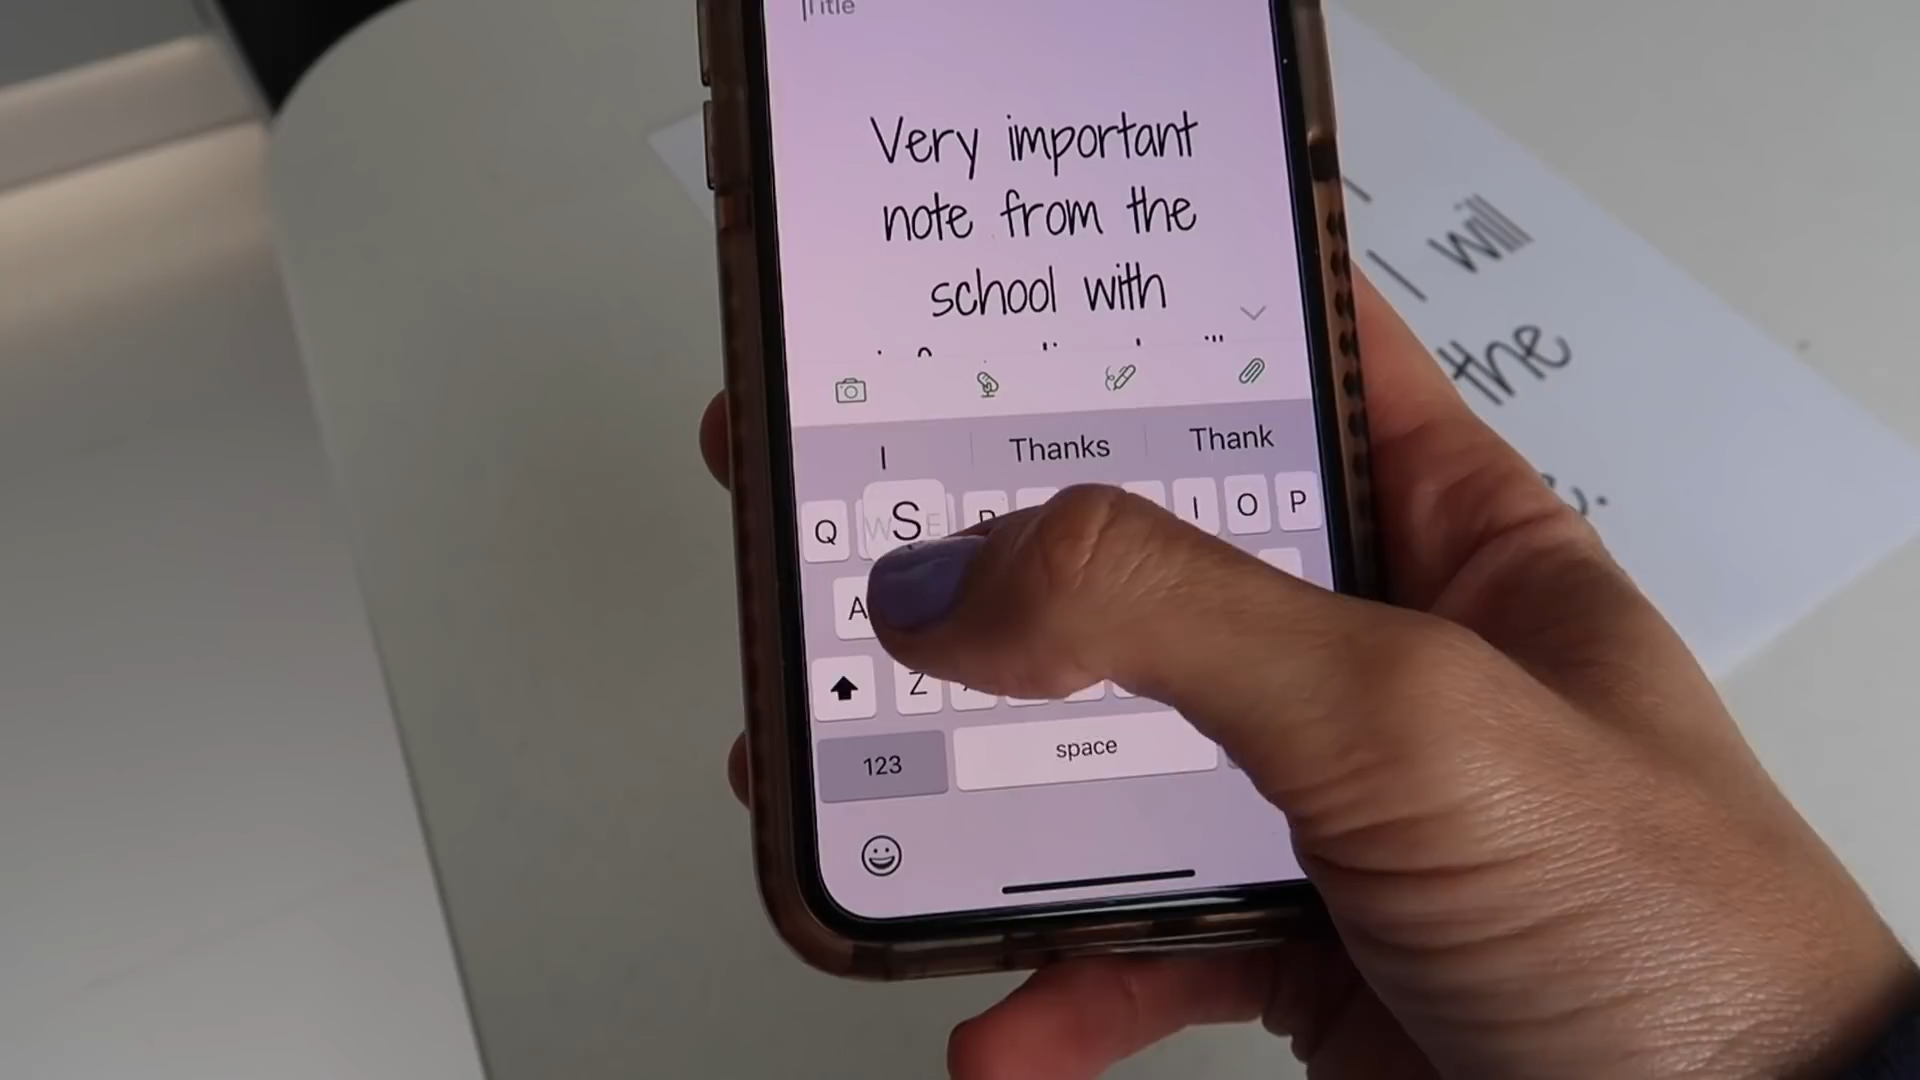 Title
Very important
note from the
school with
I Thanks Thank
Q W S E R I O P
A
Z
123 space
I will
the